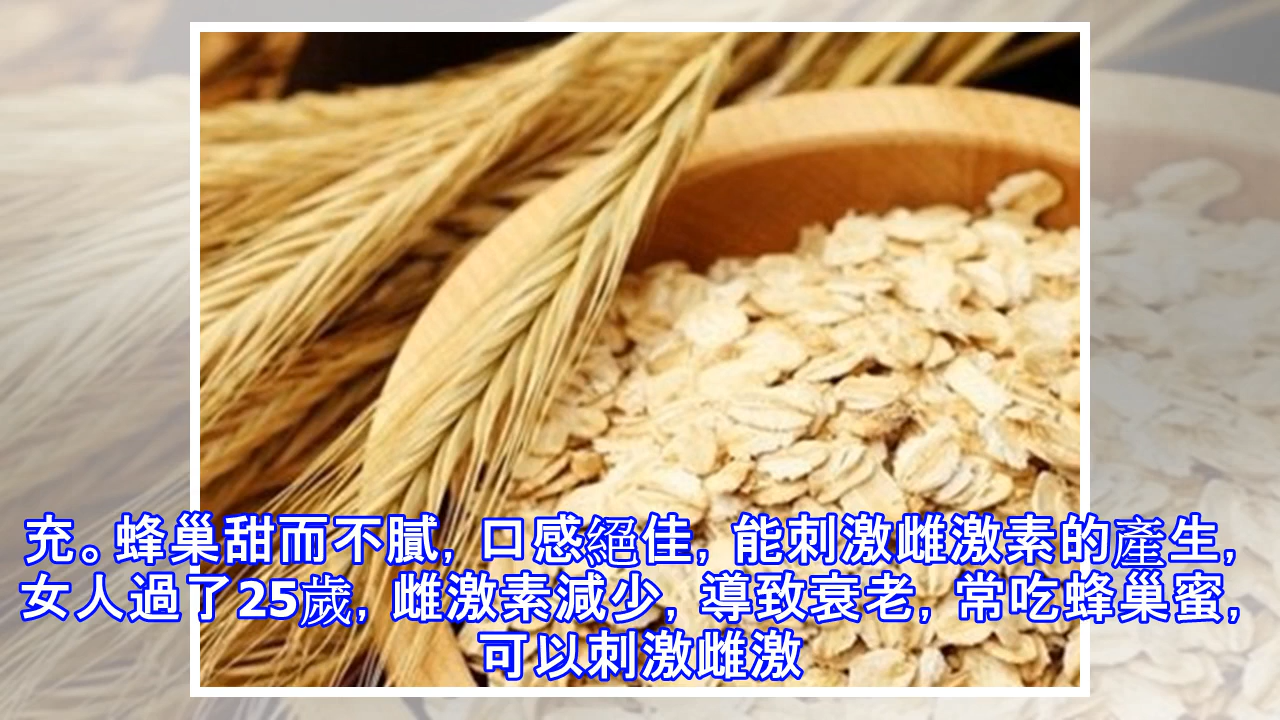 充。蜂巢甜而不膩, 口感絕佳, 能刺激雌激素的產生,
女人過了25歲, 雌激素減少, 導致衰老, 常吃蜂巢蜜,
可以刺激雌激